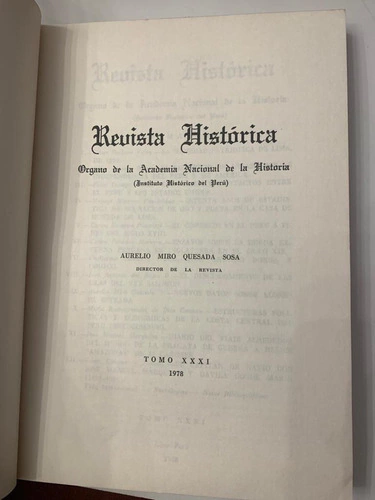 Revista Histórica
Organo de la Academia Nacional de la Historia
(Instituto Histórico del Perú)
AURELIO MIRO QUESADA SOSA
DIRECTOR DE LA REVISTA
TOMO XXXI
1978